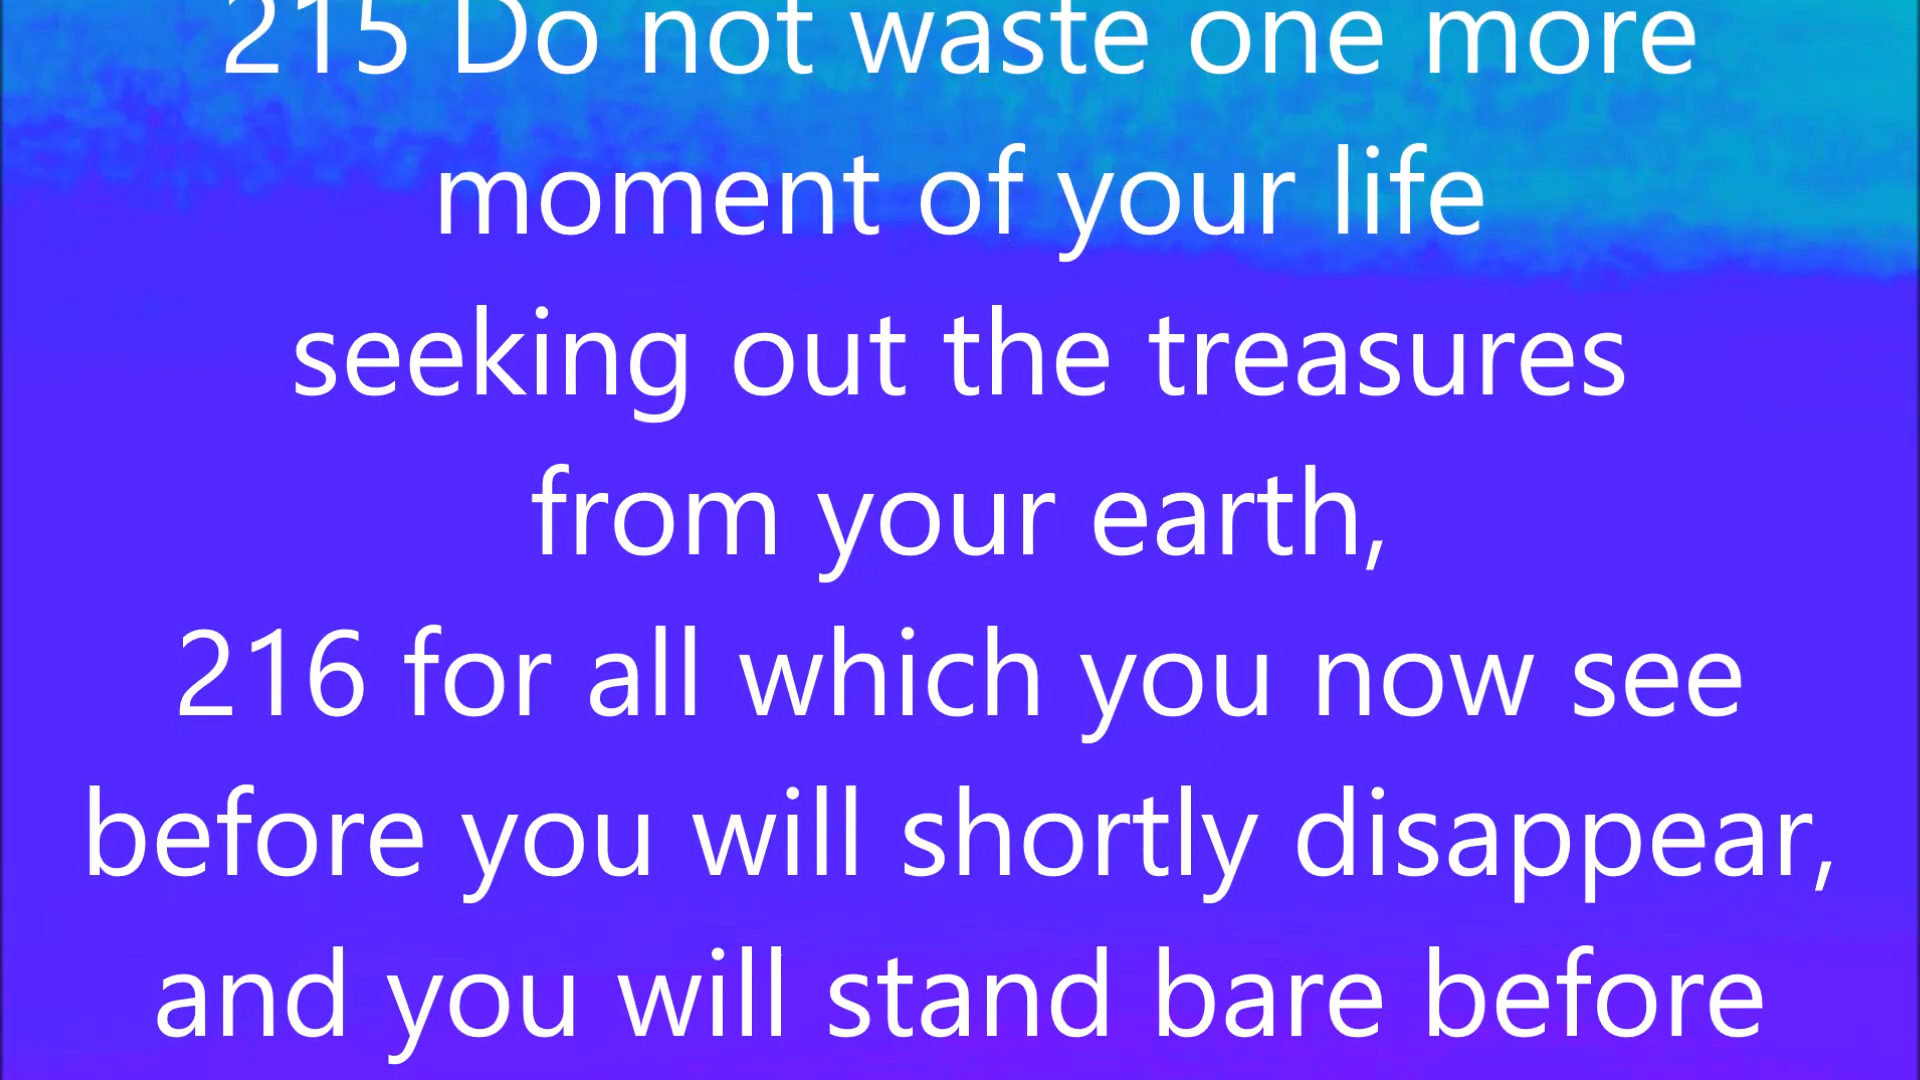 215 Do not waste one more
moment of your life
seeking out the treasures
from your earth,
216 for all which you now see
before you will shortly disappear,
and you will stand bare before